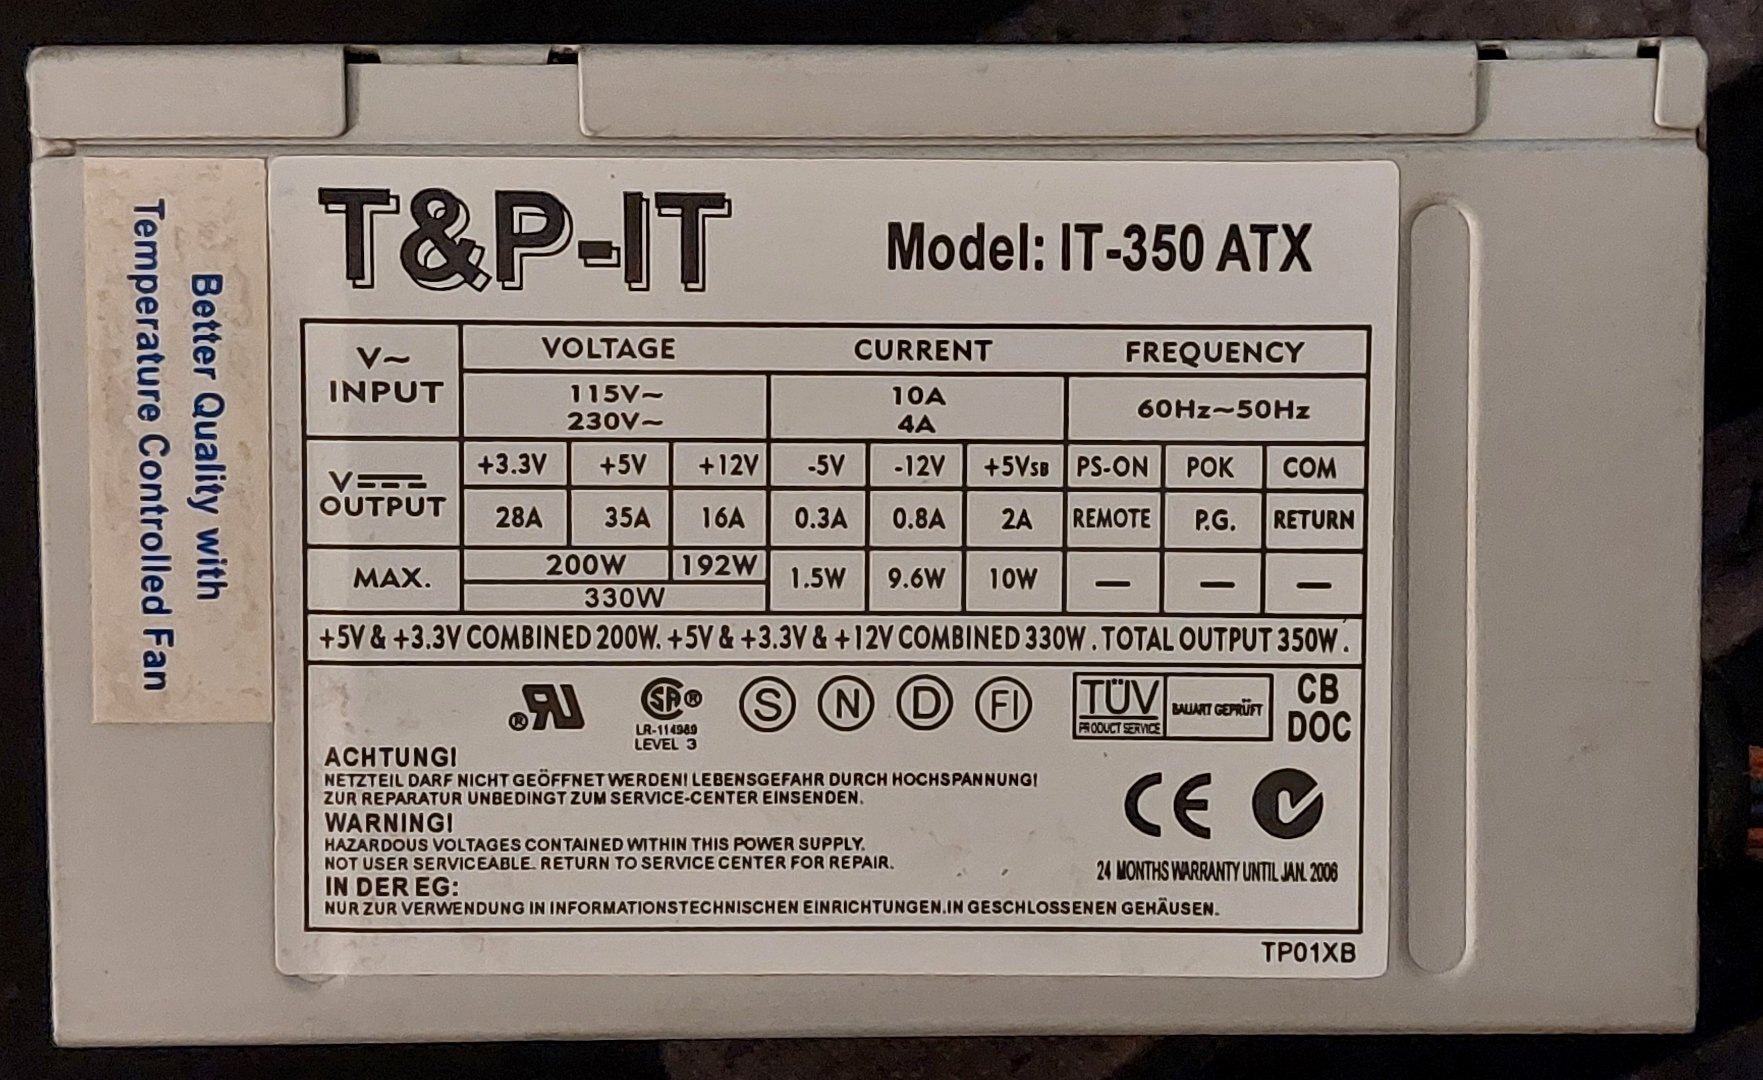 Better Quality with
Temperature Controlled Fan
T&P-IT
Model: IT-350 ATX
V~ INPUT
VOLTAGE CURRENT FREQUENCY
115V~ 10A 60Hz~50Hz
230V~ 4A
V OUTPUT
+3.3V +5V +12V -5V -12V +5VSB PS-ON POK COM
28A 35A 16A 0.3A 0.8A 2A REMOTE P.G. RETURN
MAX. 200W 192W 1.5W 9.6W 10W — — —
330W
+5V & +3.3V COMBINED 200W. +5V & +3.3V & +12V COMBINED 330W . TOTAL OUTPUT 350W .
® RU SA ® S N D FI TÜV BAUART GEPRÜFT CB
LR-114989 PRODUCT SERVICE DOC
LEVEL 3
ACHTUNG!
NETZTEIL DARF NICHT GEÖFFNET WERDEN! LEBENSGEFAHR DURCH HOCHSPANNUNG!
ZUR REPARATUR UNBEDINGT ZUM SERVICE-CENTER EINSENDEN.
WARNING!
HAZARDOUS VOLTAGES CONTAINED WITHIN THIS POWER SUPPLY.
NOT USER SERVICEABLE. RETURN TO SERVICE CENTER FOR REPAIR.
IN DER EG:
NUR ZUR VERWENDUNG IN INFORMATIONSTECHNISCHEN EINRICHTUNGEN.IN GESCHLOSSENEN GEHÄUSEN.
CE
24 MONTHS WARRANTY UNTIL JAN. 2006
TP01XB